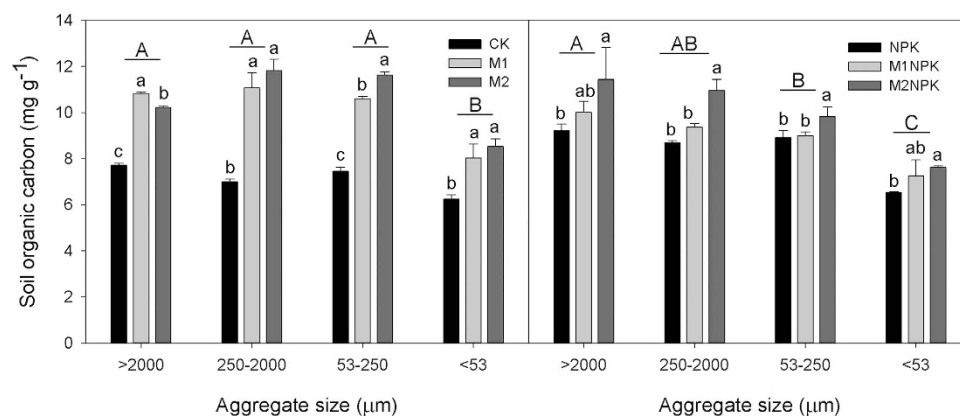 Soil organic carbon (mg g⁻¹)
14
12
10
8
6
4
2
0
A
A
A
B
a
b
c
a
a
b
a
b
c
a
a
b
CK
M1
M2
>2000
250-2000
53-250
<53
Aggregate size (μm)
A
AB
B
C
a
ab
b
a
b
b
a
b
b
ab
a
b
NPK
M1NPK
M2NPK
>2000
250-2000
53-250
<53
Aggregate size (μm)